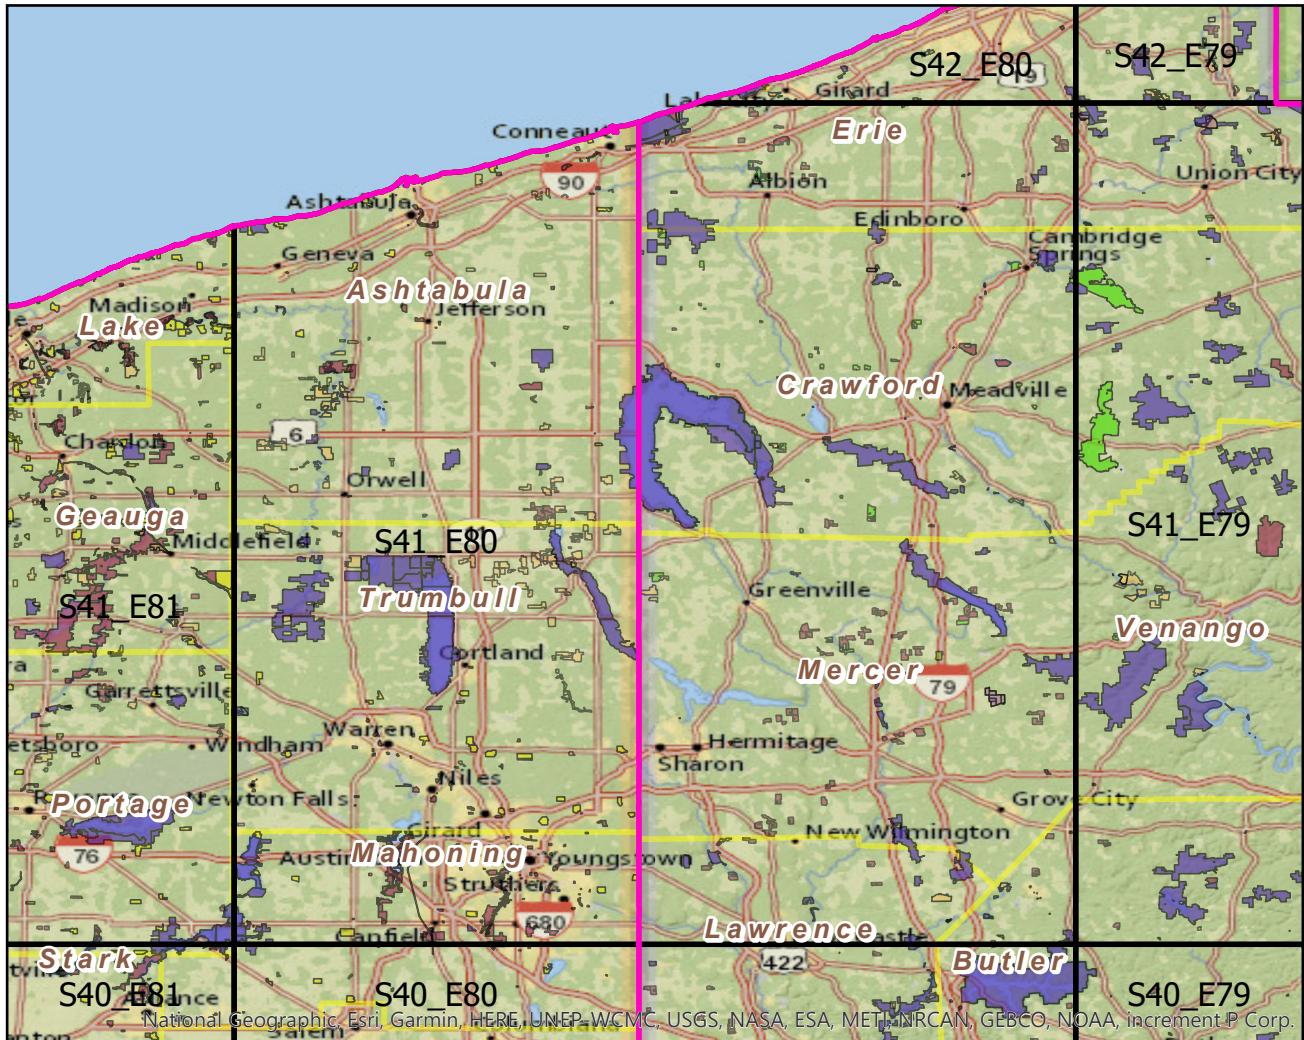 S42_E80
S42_E79
19
Girard
Erie
Conneaut
90
Albion
Union City
Ashtabula
Edinboro
Cambridge
Springs
Geneva
Ashtabula
Madison
Jefferson
Lake
Crawford
Meadville
6
Chardon
Orwell
Geauga
S41_E79
Middlefield
S41_E80
Greenville
Trumbull
S41_E81
Venango
Cortland
Mercer
79
Garrettsville
Warren
Hermitage
Windham
Sharon
Niles
Newton Falls
Grove City
Portage
Girard
New Wilmington
76
Mahoning
Youngstown
Struthers
680
Lawrence
Canfield
Stark
422
Butler
S40_E81
S40_E80
S40_E79
National Geographic, Esri, Garmin, HERE, UNEP-WCMC, USGS, NASA, ESA, METI, NRCAN, GEBCO, NOAA, increment P Corp.
Salem